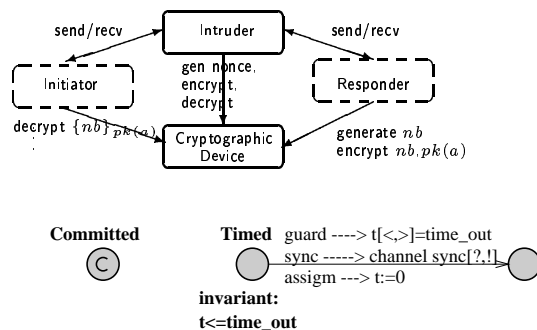 send/recv
Intruder
send/recv
Initiator
gen nonce,
encrypt,
decrypt
Responder
decrypt {nb}pk(a)
:
Cryptographic
Device
generate nb
encrypt nb,pk(a)
Committed
C
Timed
guard ----> t[<,>]=time_out
sync -----> channel sync[?,!]
assigm ---> t:=0
invariant:
t<=time_out